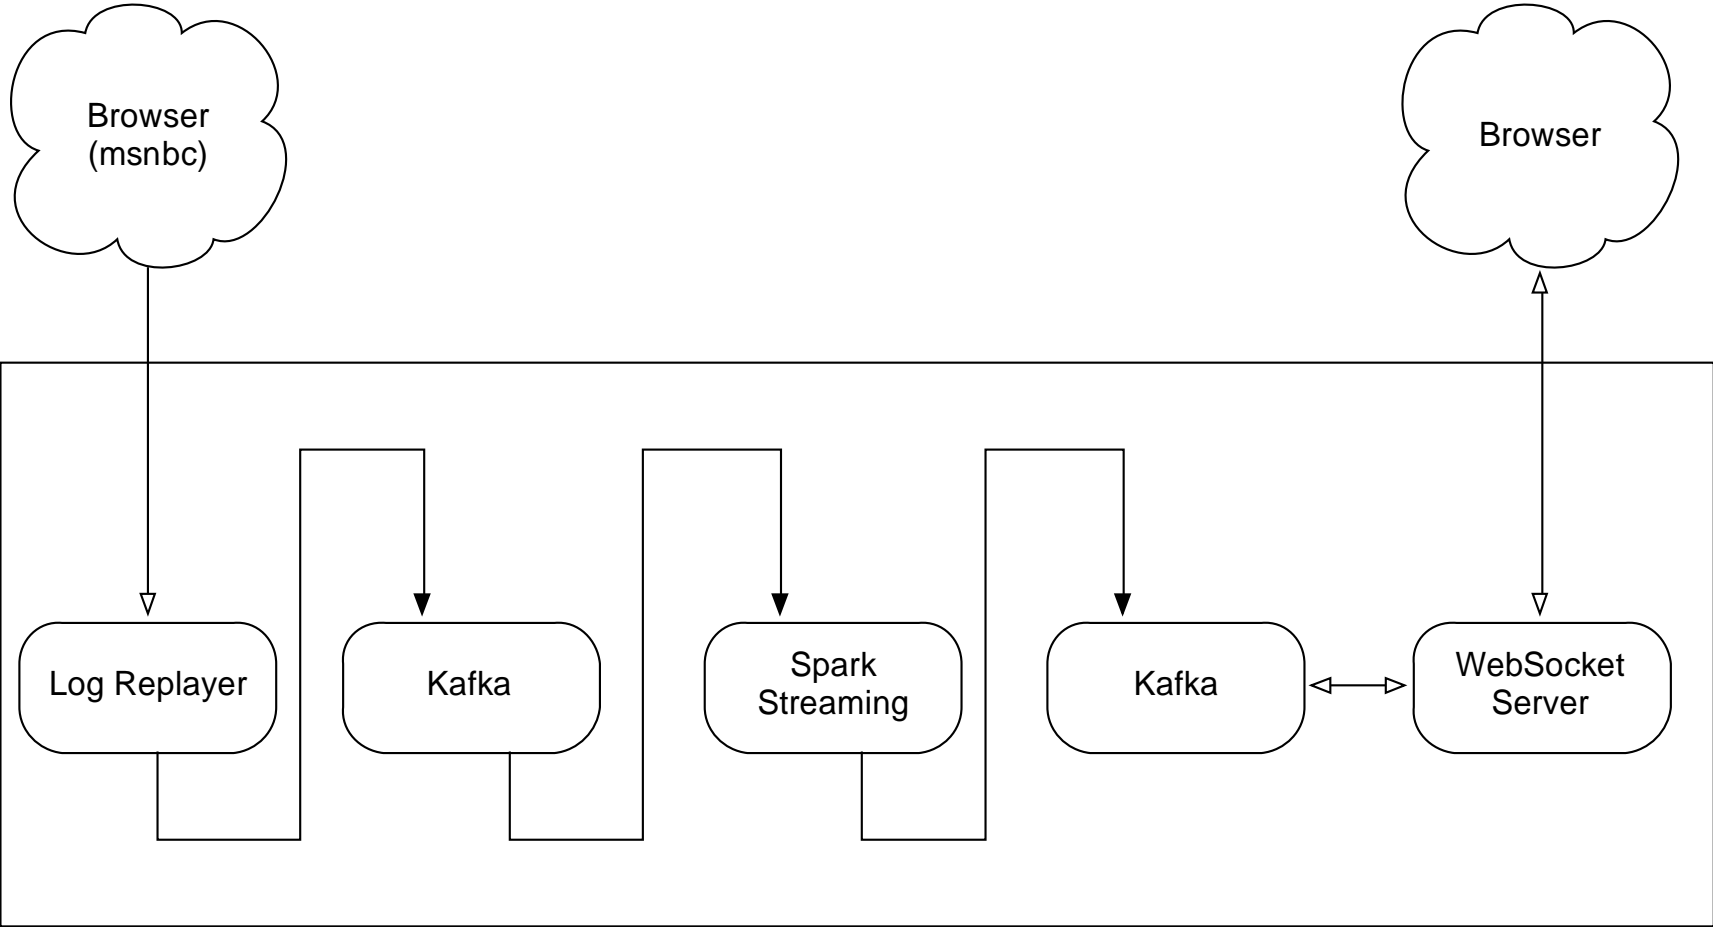 Browser
(msnbc)
Browser
Log Replayer
Kafka
Spark
Streaming
Kafka
WebSocket
Server